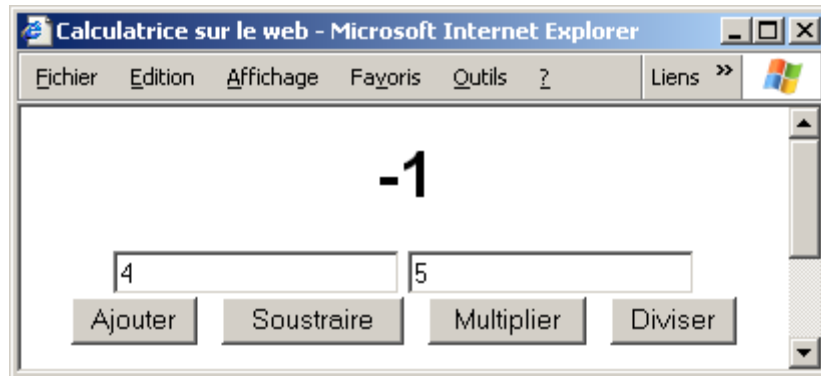 Calculatrice sur le web - Microsoft Internet Explorer
Fichier Edition Affichage Favoris Outils ? Liens »
-1
4 5
Ajouter Soustraire Multiplier Diviser